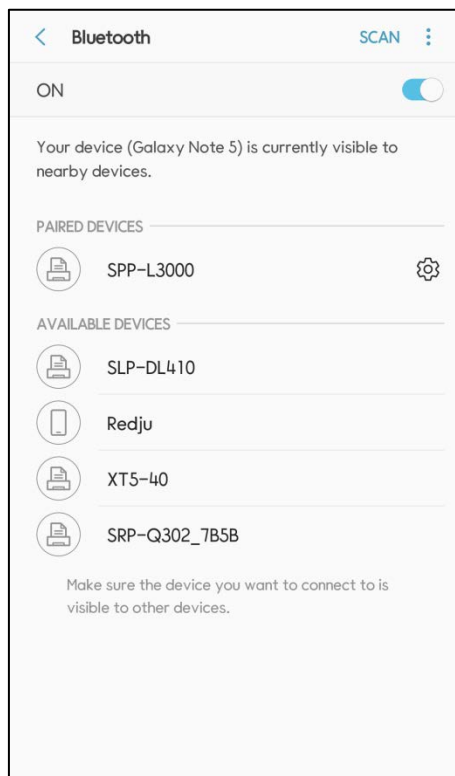 Bluetooth SCAN
ON
Your device (Galaxy Note 5) is currently visible to
nearby devices.
PAIRED DEVICES
SPP-L3000
AVAILABLE DEVICES
SLP-DL410
Redju
XT5-40
SRP-Q302_7B5B
Make sure the device you want to connect to is
visible to other devices.